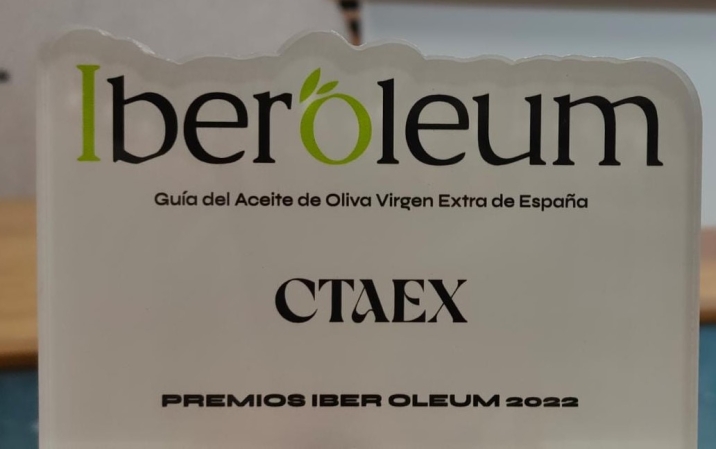 Iberoleum
Guía del Aceite de Oliva Virgen Extra de España
CTAEX
PREMIOS IBER OLEUM 2022